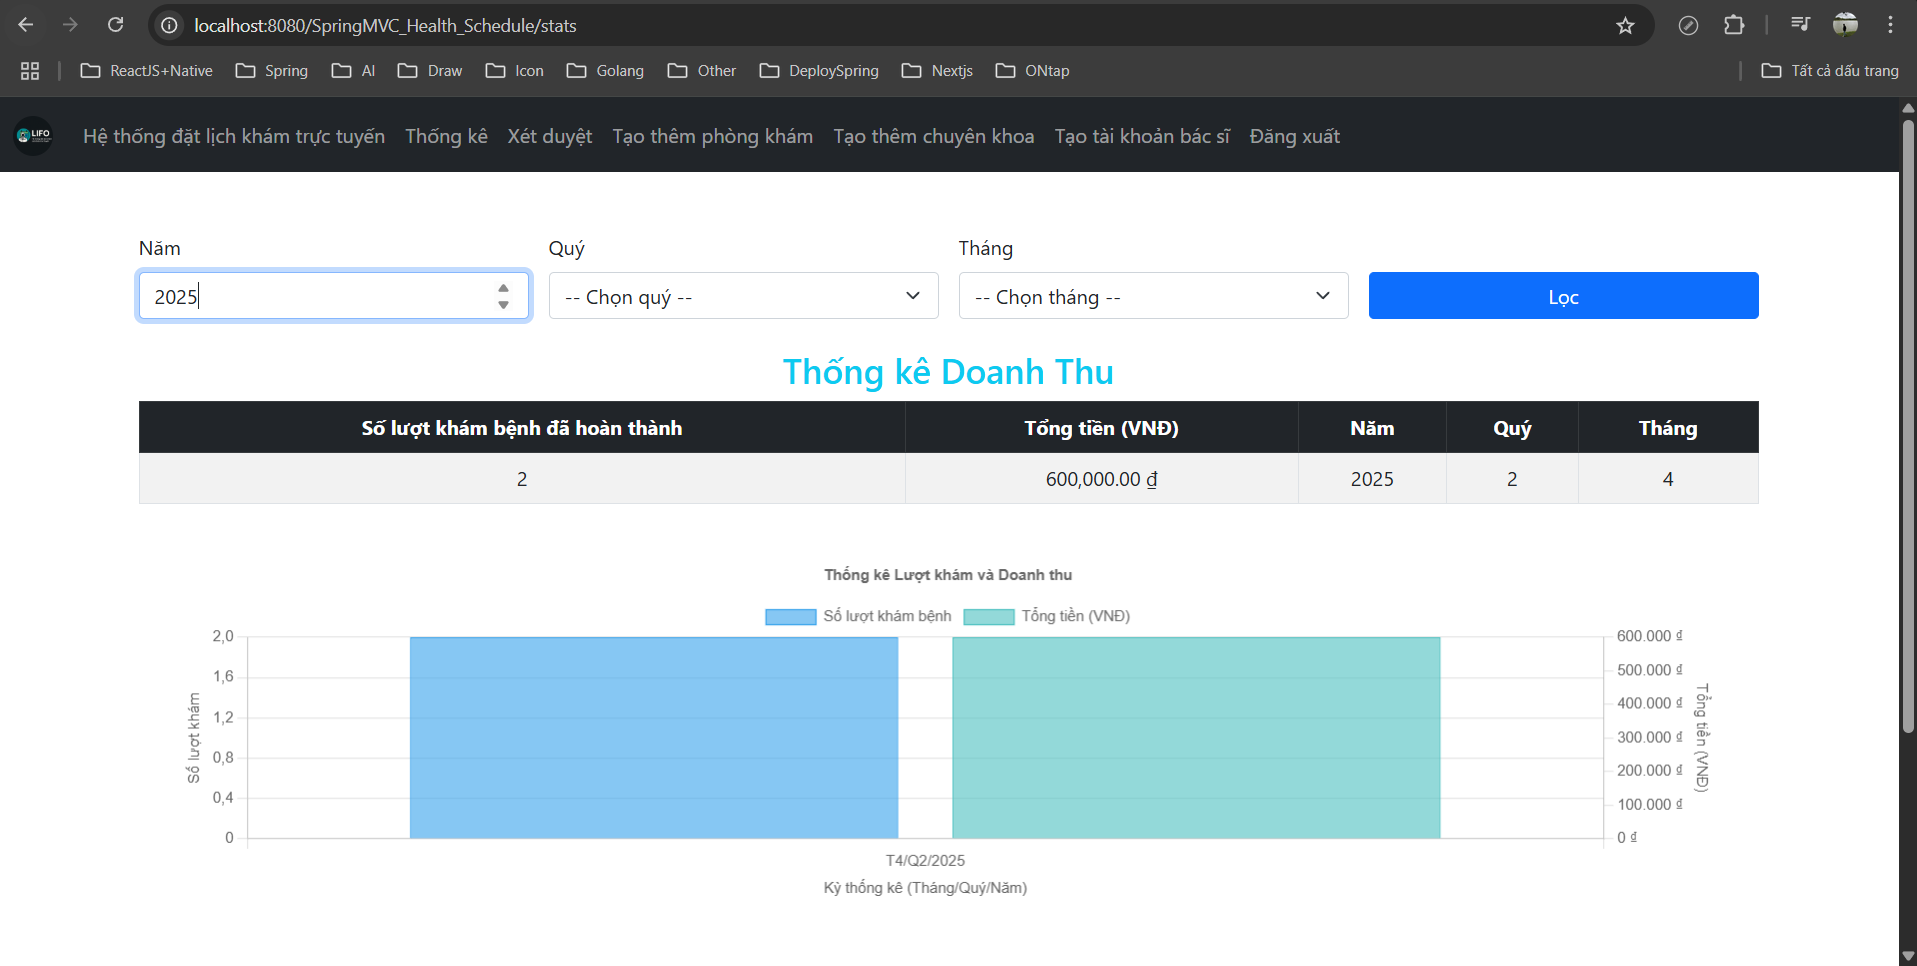 localhost:8080/SpringMVC_Health_Schedule/stats
ReactJS+Native Spring AI Draw Icon Golang Other DeploySpring Nextjs ONtap Tất cả dấu trang
LIFO Hệ thống đặt lịch khám trực tuyến Thống kê Xét duyệt Tạo thêm phòng khám Tạo thêm chuyên khoa Tạo tài khoản bác sĩ Đăng xuất
Năm Quý Tháng
2025 -- Chọn quý -- -- Chọn tháng -- Lọc
Thống kê Doanh Thu
Số lượt khám bệnh đã hoàn thành Tổng tiền (VNĐ) Năm Quý Tháng
2 600,000.00 ₫ 2025 2 4
Thống kê Lượt khám và Doanh thu
Số lượt khám bệnh Tổng tiền (VNĐ)
Số lượt khám
2,0
1,6
1,2
0,8
0,4
0
600.000 ₫
500.000 ₫
400.000 ₫
300.000 ₫
200.000 ₫
100.000 ₫
0 ₫
Tổng tiền (VNĐ)
T4/Q2/2025
Kỳ thống kê (Tháng/Quý/Năm)